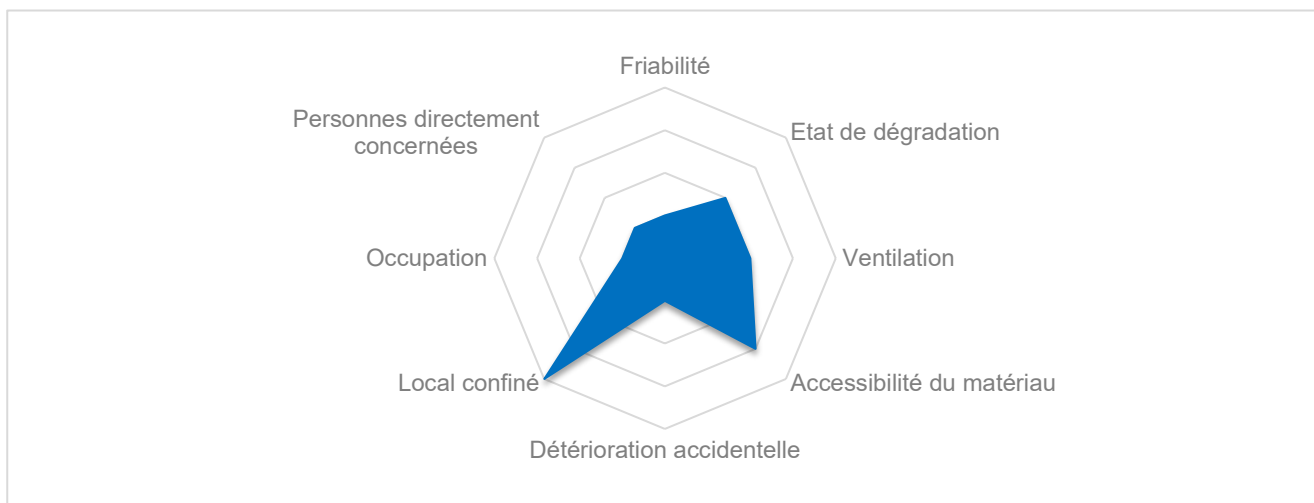 Friabilité
Personnes directement
concernées
Etat de dégradation
Occupation
Ventilation
Local confiné
Accessibilité du matériau
Détérioration accidentelle